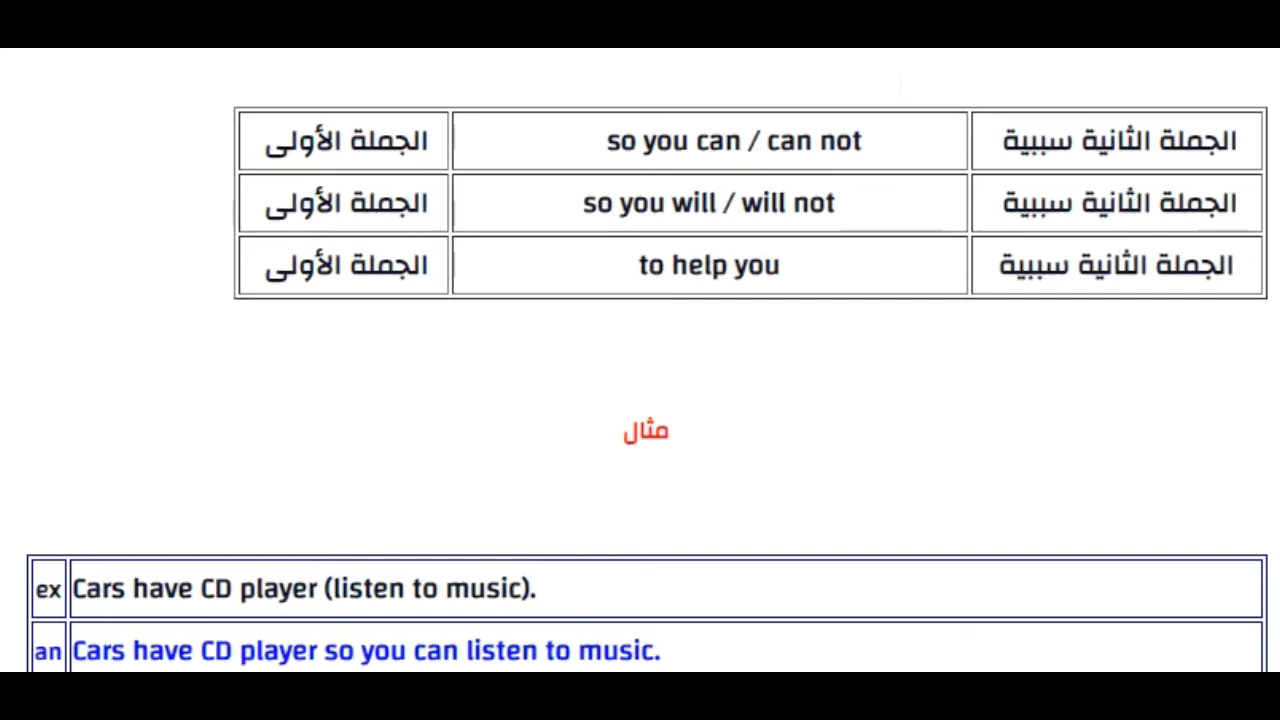 الجملة الأولى so you can / can not الجملة الثانية سببية
الجملة الأولى so you will / will not الجملة الثانية سببية
الجملة الأولى to help you الجملة الثانية سببية
مثال
ex Cars have CD player (listen to music).
an Cars have CD player so you can listen to music.